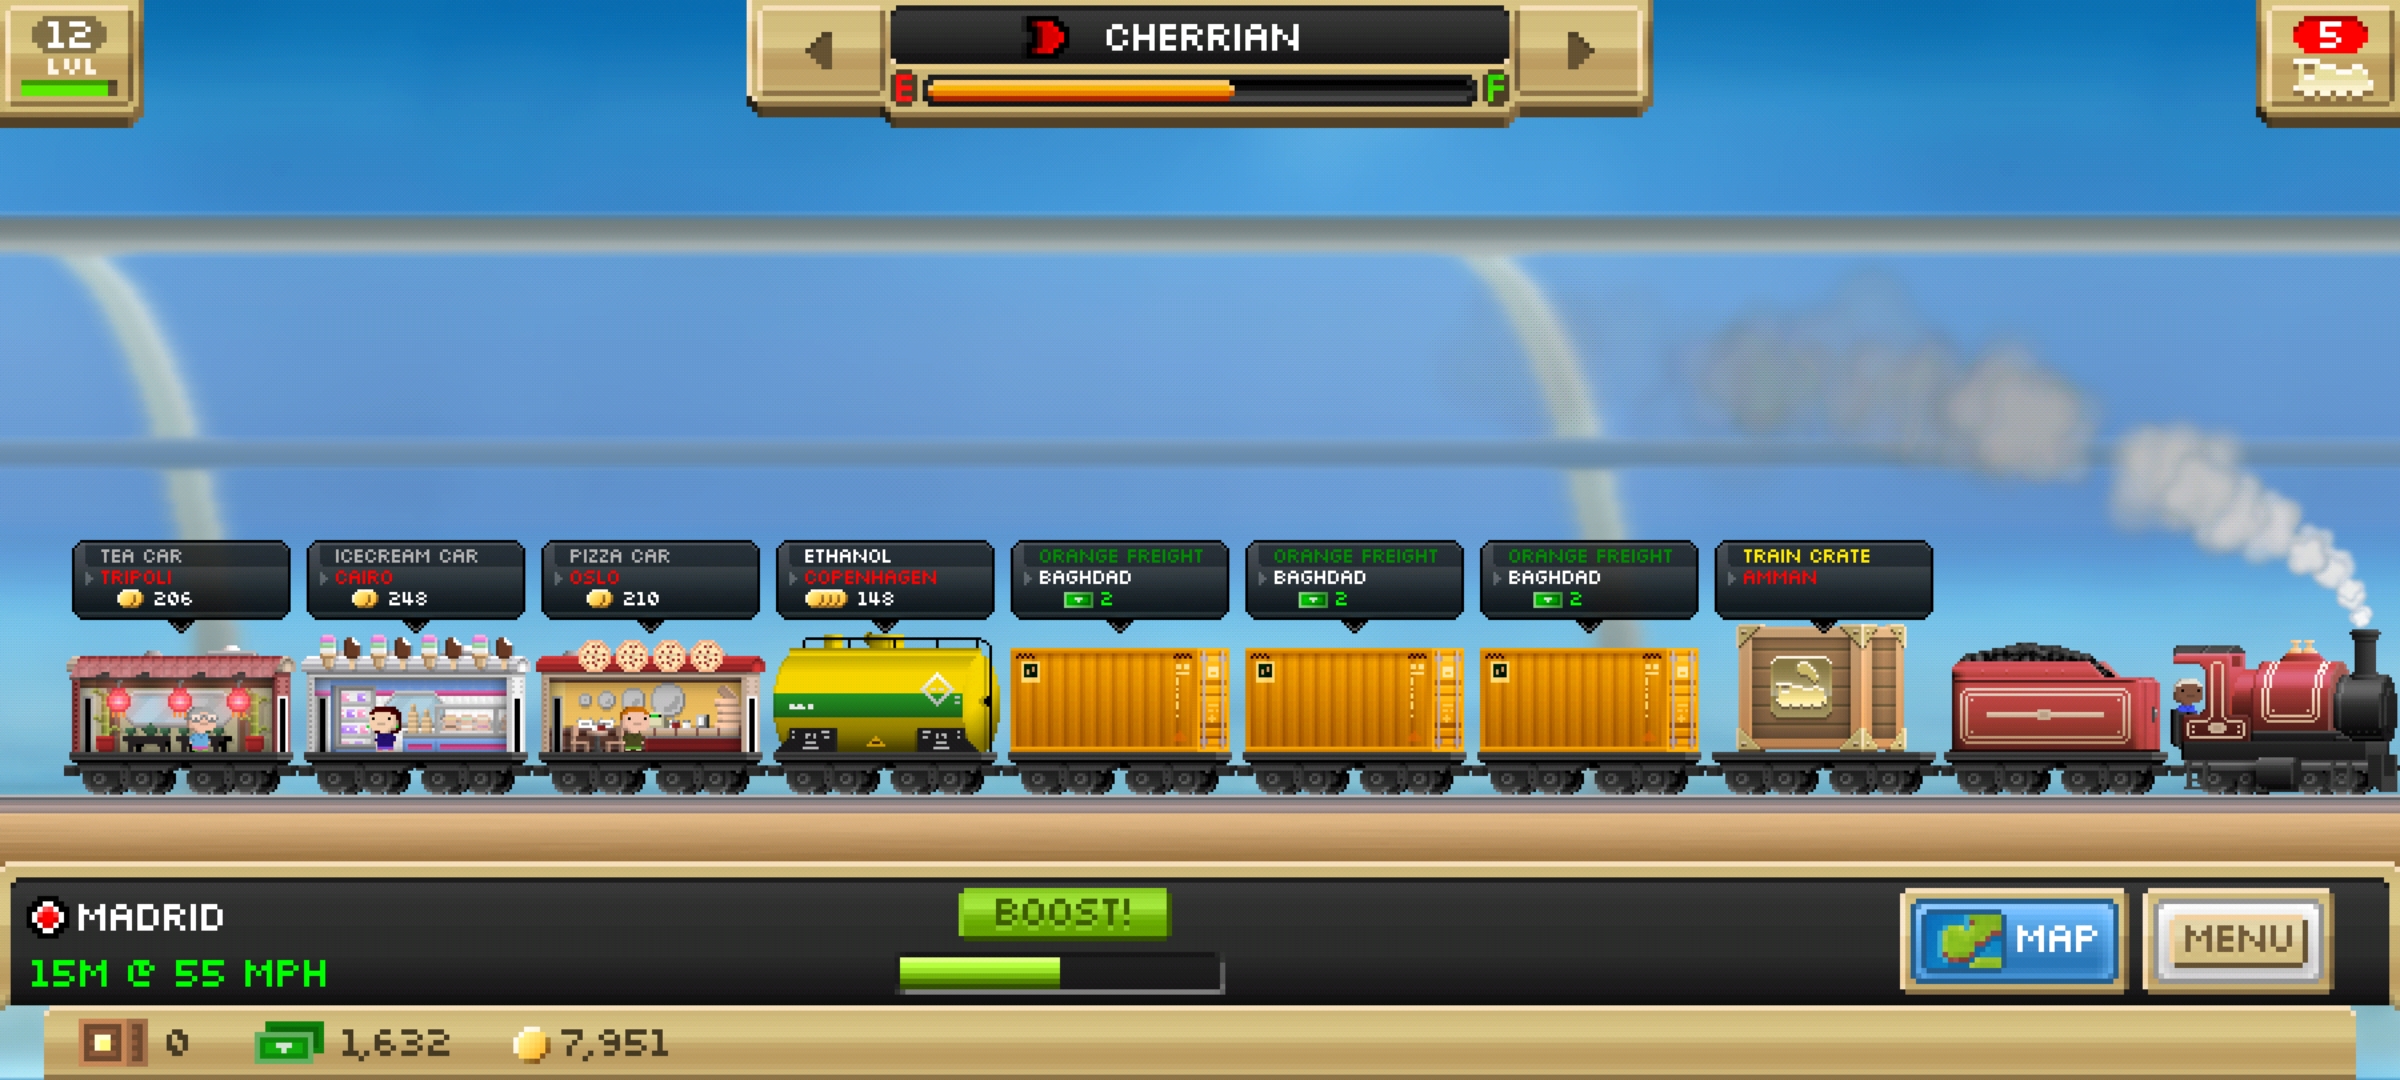 12
LVL
CHERRIAN
E
F
5
TEA CAR
TRIPOLI
206
ICECREAM CAR
CAIRO
248
PIZZA CAR
OSLO
210
ETHANOL
COPENHAGEN
148
ORANGE FREIGHT
BAGHDAD
2
ORANGE FREIGHT
BAGHDAD
2
ORANGE FREIGHT
BAGHDAD
2
TRAIN CRATE
AMMAN
MADRID
15M @ 55 MPH
BOOST!
MAP
MENU
0
1,632
7,951